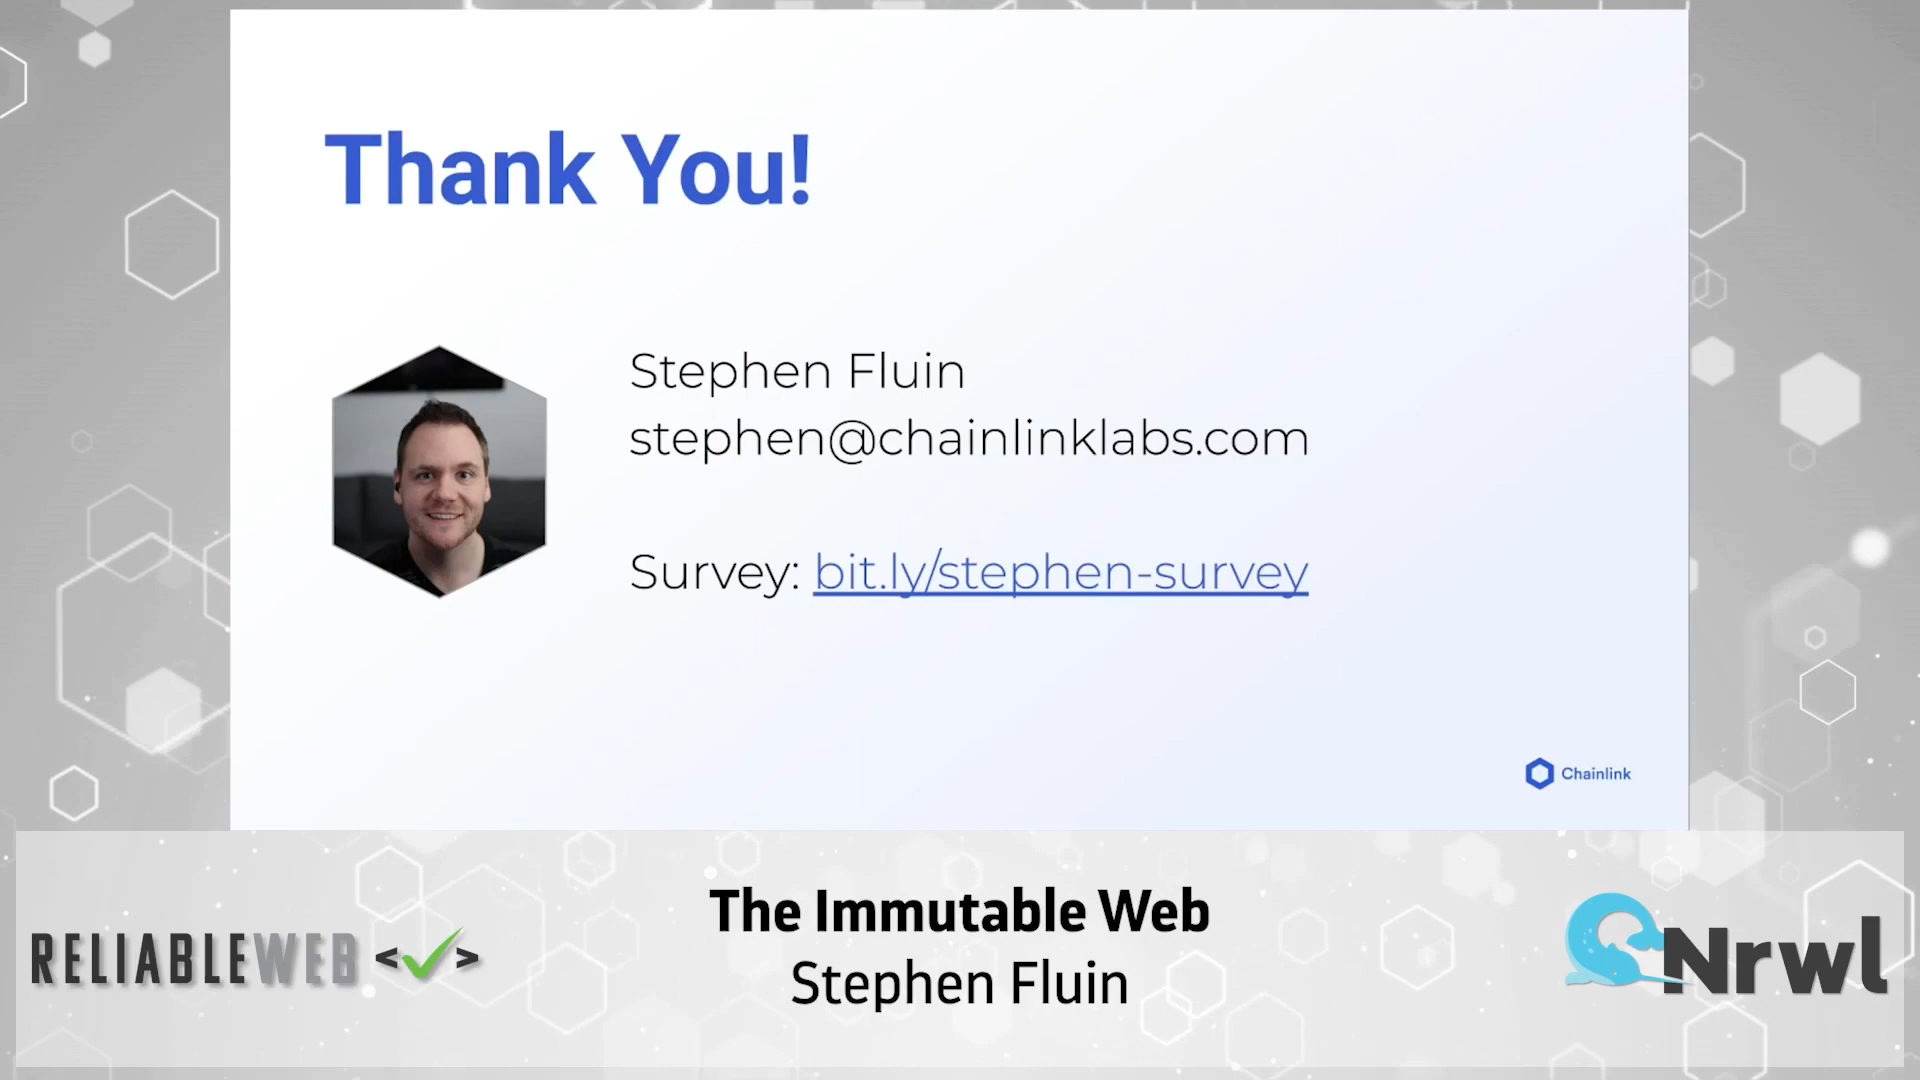 Thank You!
Stephen Fluin
stephen@chainlinklabs.com
Survey: bit.ly/stephen-survey
Chainlink
RELIABLEWEB <✓>
The Immutable Web
Stephen Fluin
Nrwl